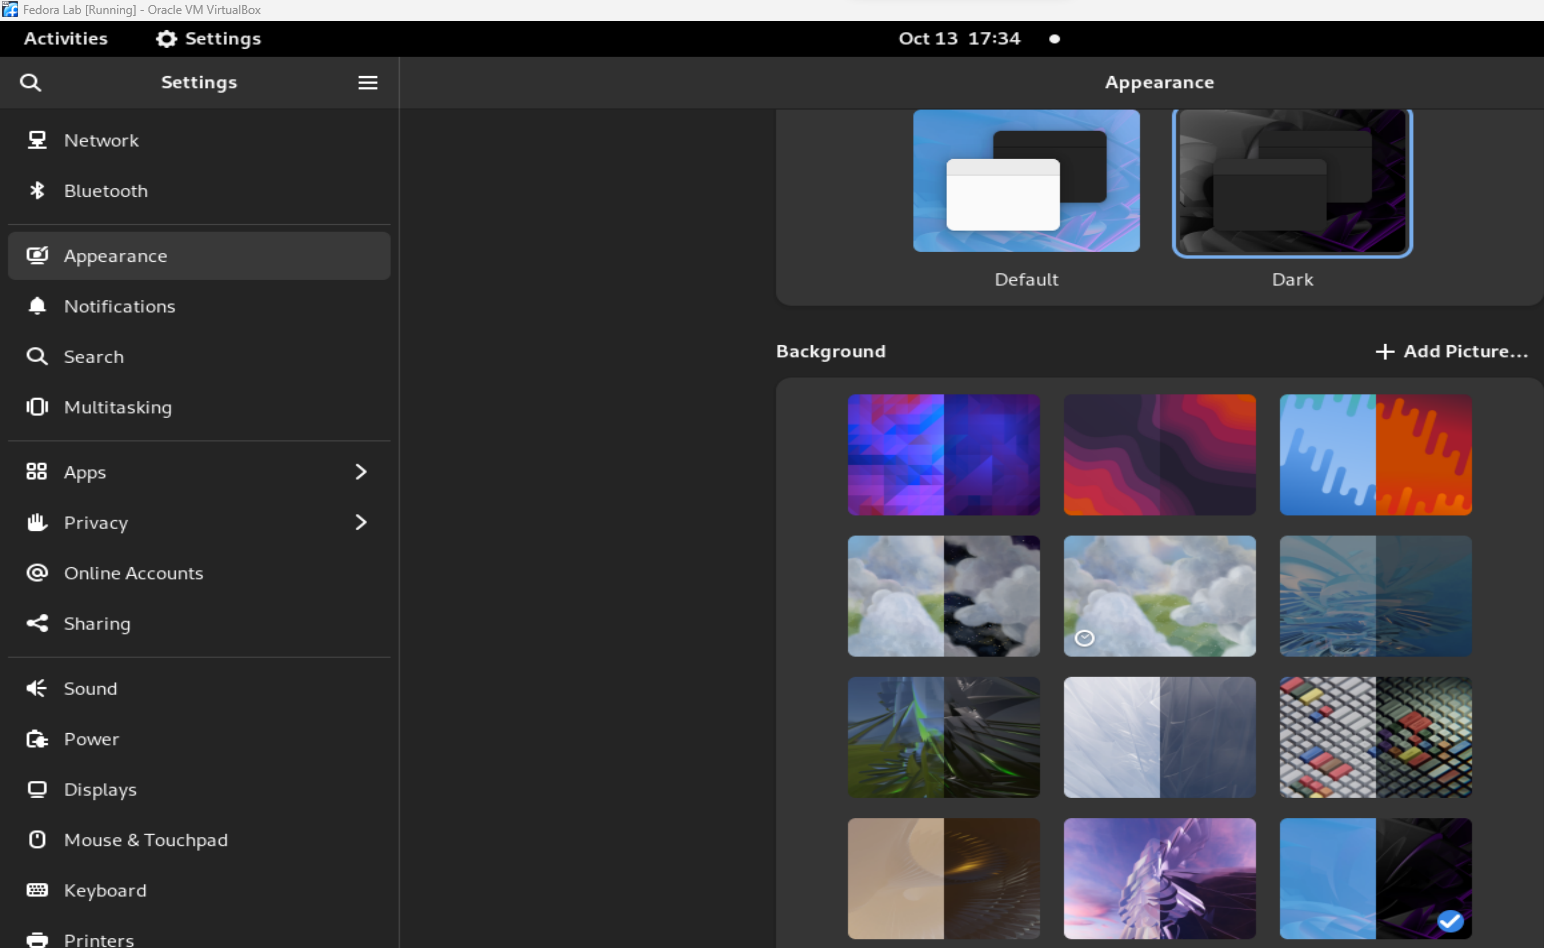 Fedora Lab [Running] - Oracle VM VirtualBox
Activities Settings Oct 13 17:34
Settings Appearance
Network
Bluetooth
Appearance
Notifications
Search
Multitasking
Apps
Privacy
Online Accounts
Sharing
Sound
Power
Displays
Mouse & Touchpad
Keyboard
Printers
Default Dark
Background Add Picture...